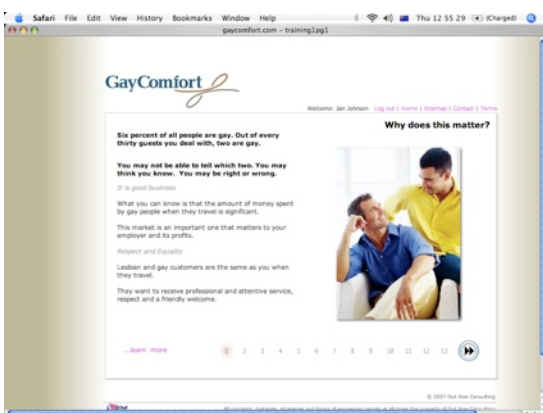 Safari File Edit View History Bookmarks Window Help
Thu 12 55 29 (Charged)
gaycomfort.com – training1pg1
GayComfort
Welcome: Jan Johnson Log out | Home | Sitemap | Contact | Terms
Why does this matter?
Six percent of all people are gay. Out of every
thirty guests you deal with, two are gay.
You may not be able to tell which two. You may
think you know. You may be right or wrong.
It is good business
What you can know is that the amount of money spent
by gay people when they travel is significant.
This market is an important one that matters to your
employer and its profits.
Respect and Equality
Lesbian and gay customers are the same as you when
they travel.
They want to receive professional and attentive service,
respect and a friendly welcome.
...learn more 1 2 3 4 5 6 7 8 9 10 11 12 13
© 2007 Out Now Consulting